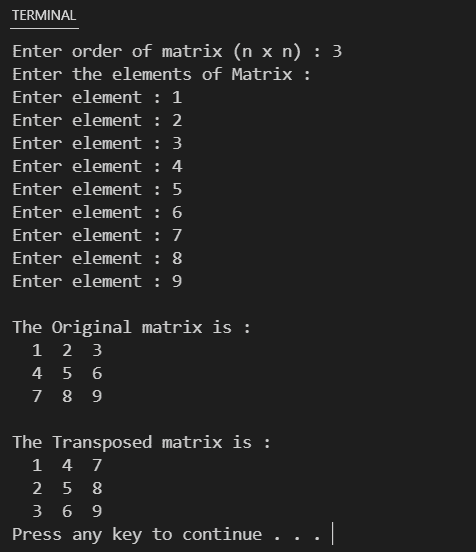 TERMINAL
Enter order of matrix (n x n) : 3
Enter the elements of Matrix :
Enter element : 1
Enter element : 2
Enter element : 3
Enter element : 4
Enter element : 5
Enter element : 6
Enter element : 7
Enter element : 8
Enter element : 9

The Original matrix is :
  1  2  3
  4  5  6
  7  8  9

The Transposed matrix is :
  1  4  7
  2  5  8
  3  6  9
Press any key to continue . . .